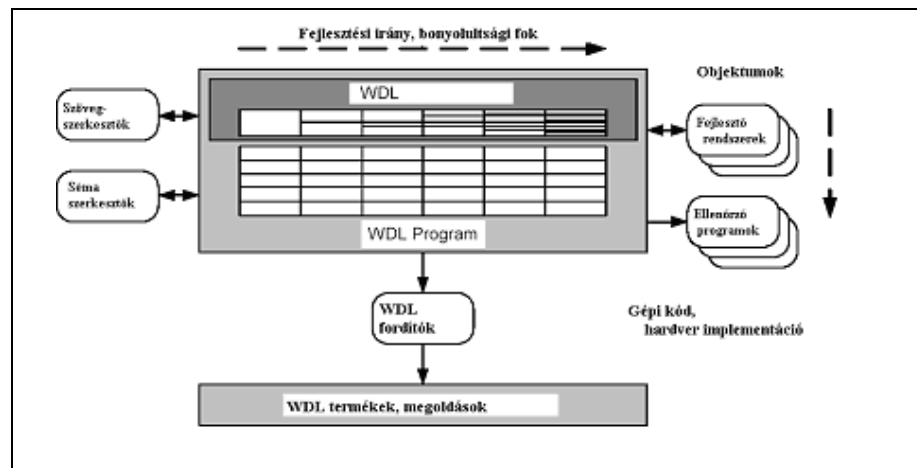 Fejlesztési irány, bonyolultsági fok
Objektumok
WDL
Szöveg-
szerkesztők
Fejlesztő
rendszerek
Séma
szerkesztők
Ellenőrző
programok
WDL Program
WDL
fordítók
Gépi kód,
hardver implementáció
WDL termékek, megoldások